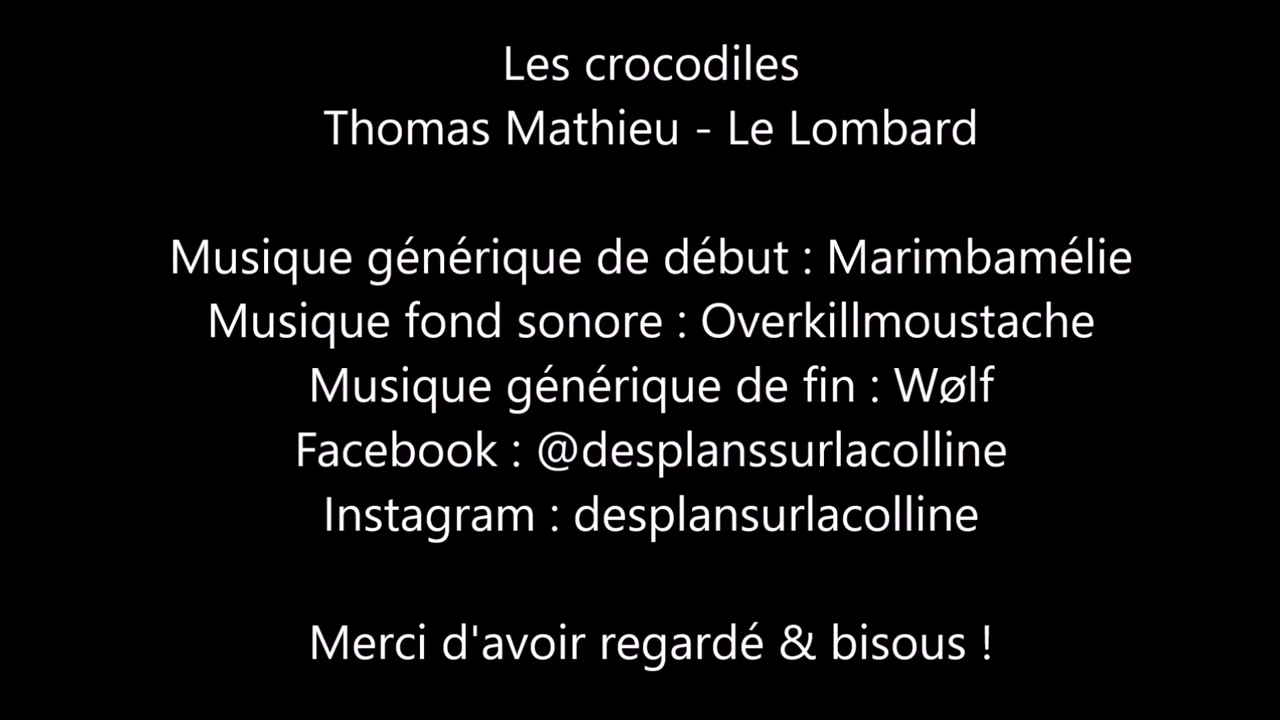 Les crocodiles
Thomas Mathieu - Le Lombard
Musique générique de début : Marimbamélie
Musique fond sonore : Overkillmoustache
Musique générique de fin : Wølf
Facebook : @desplanssurlacolline
Instagram : desplansurlacolline
Merci d'avoir regardé & bisous !